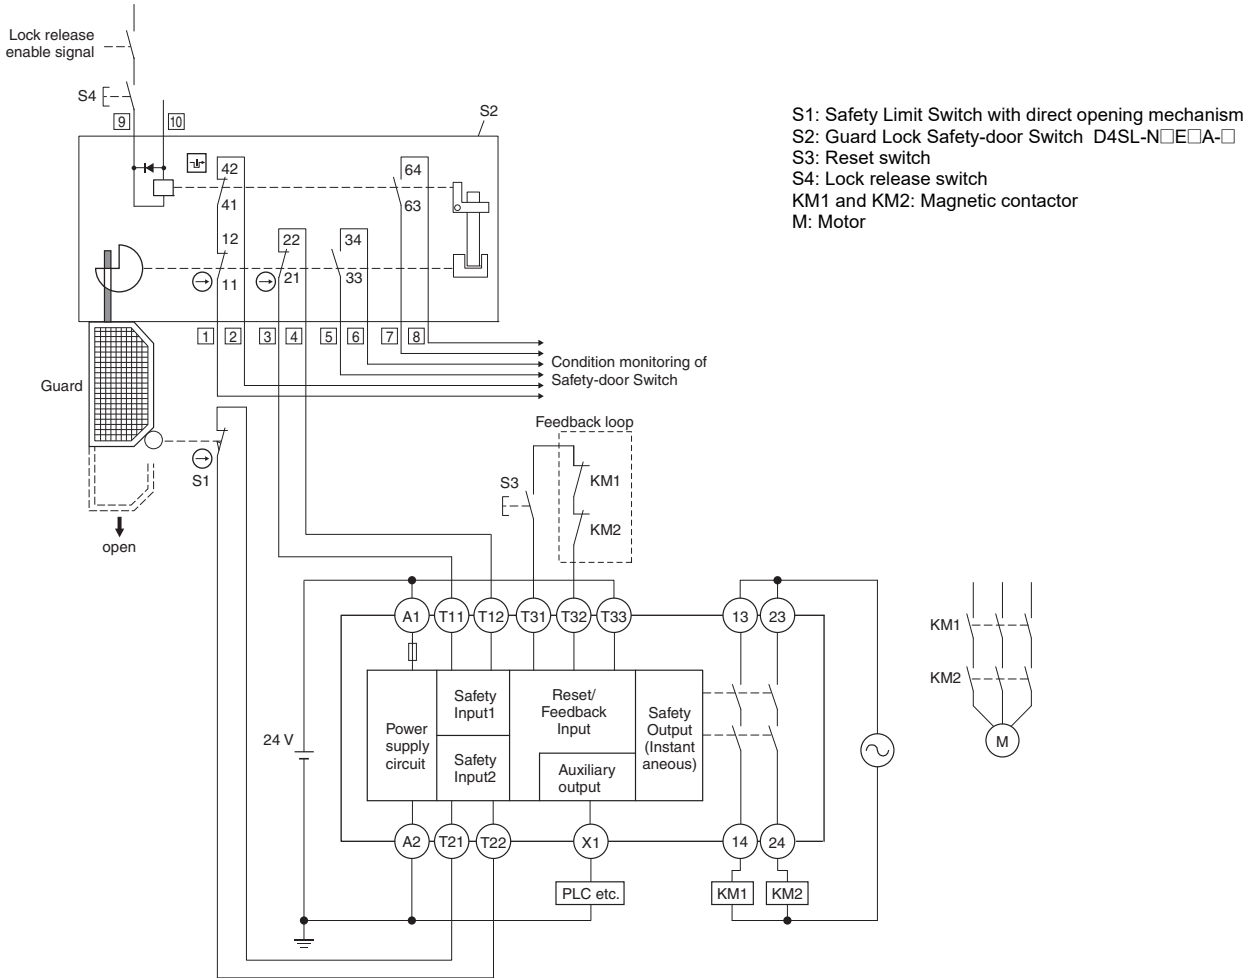 Lock release
enable signal
S4
9
10
S2
S1: Safety Limit Switch with direct opening mechanism
S2: Guard Lock Safety-door Switch D4SL-N□E□A-□
S3: Reset switch
S4: Lock release switch
KM1 and KM2: Magnetic contactor
M: Motor
42
64
41
63
12
22
34
11
21
33
1
2
3
4
5
6
7
8
Guard
Condition monitoring of
Safety-door Switch
Feedback loop
S1
S3
KM1
KM2
open
A1
T11
T12
T31
T32
T33
13
23
KM1
KM2
M
24 V
Power
supply
circuit
Safety
Input1
Safety
Input2
Reset/
Feedback
Input
Auxiliary
output
Safety
Output
(Instant
aneous)
A2
T21
T22
X1
14
24
PLC etc.
KM1
KM2